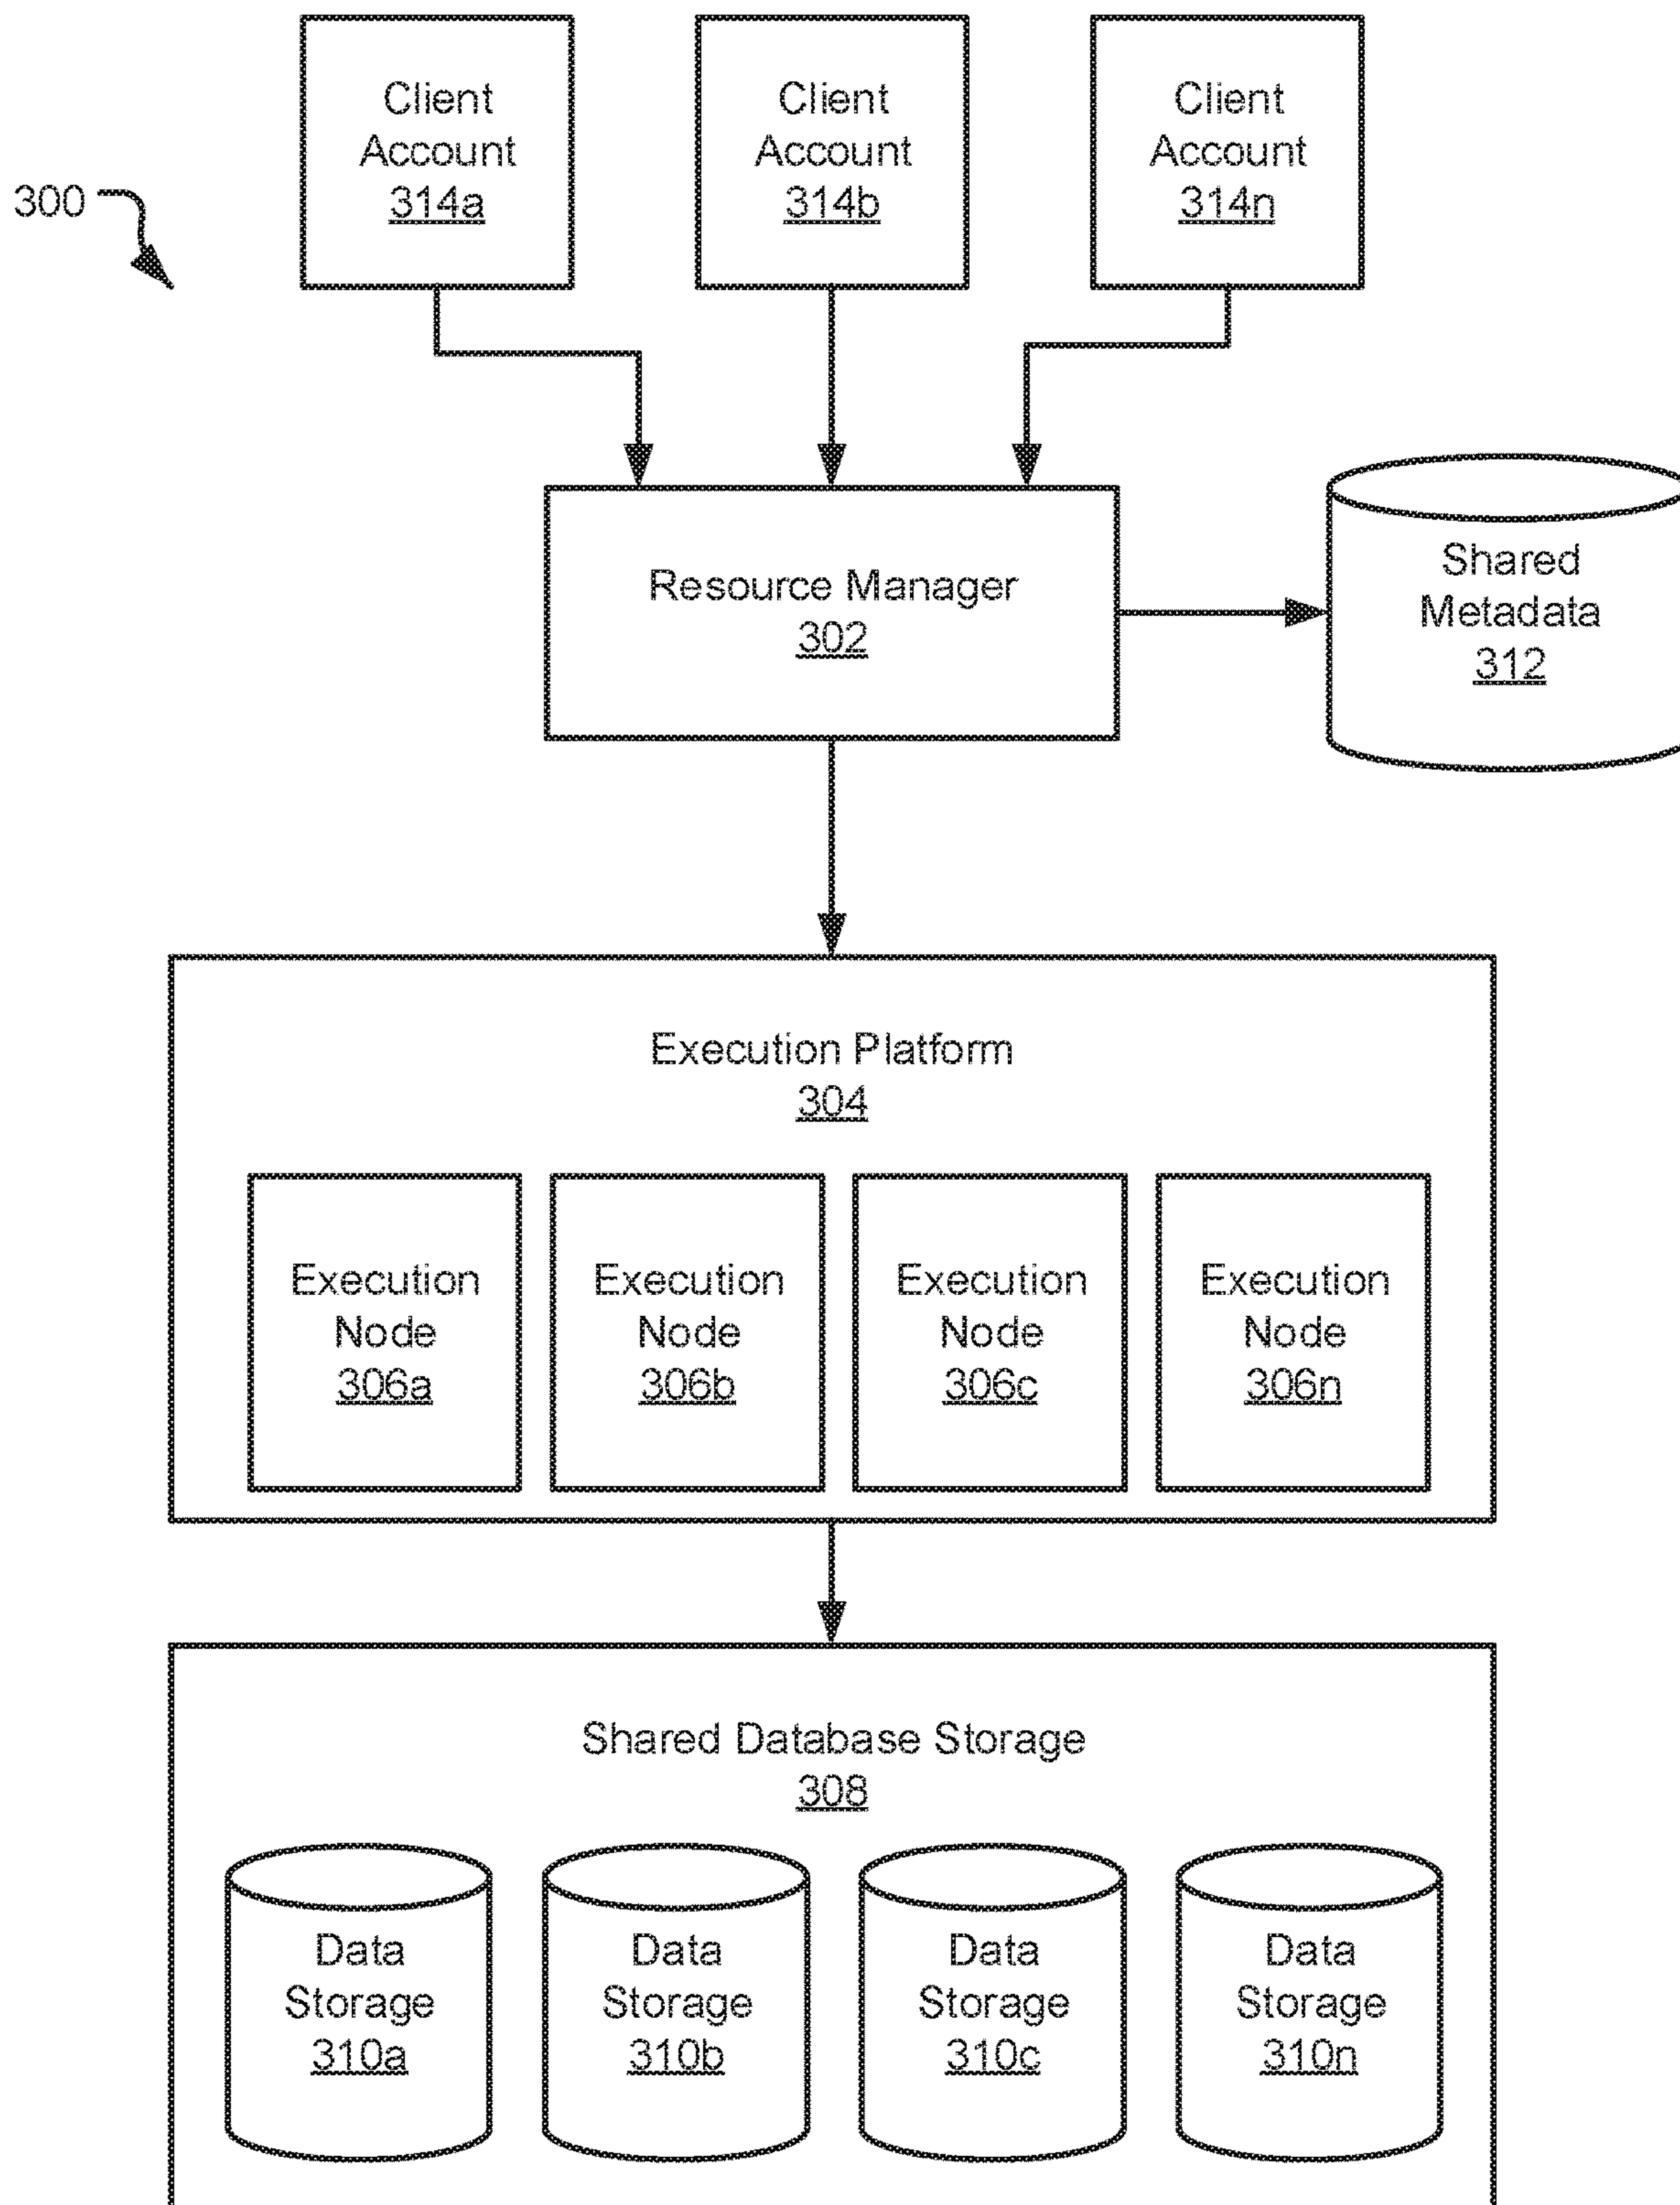 Client
Account
314a
Client
Account
314b
Client
Account
314n
300
Resource Manager
302
Shared
Metadata
312
Execution Platform
304
Execution
Node
306a
Execution
Node
306b
Execution
Node
306c
Execution
Node
306n
Shared Database Storage
308
Data
Storage
310a
Data
Storage
310b
Data
Storage
310c
Data
Storage
310n